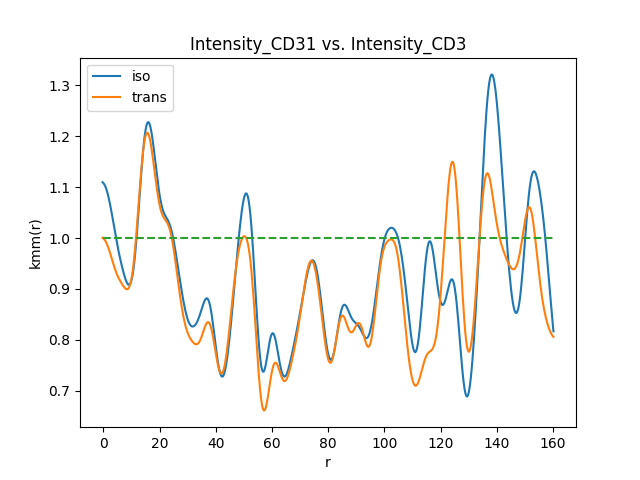 Intensity_CD31 vs. Intensity_CD3
iso
trans
kmm(r)
1.3
1.2
1.1
1.0
0.9
0.8
0.7
0 20 40 60 80 100 120 140 160
r